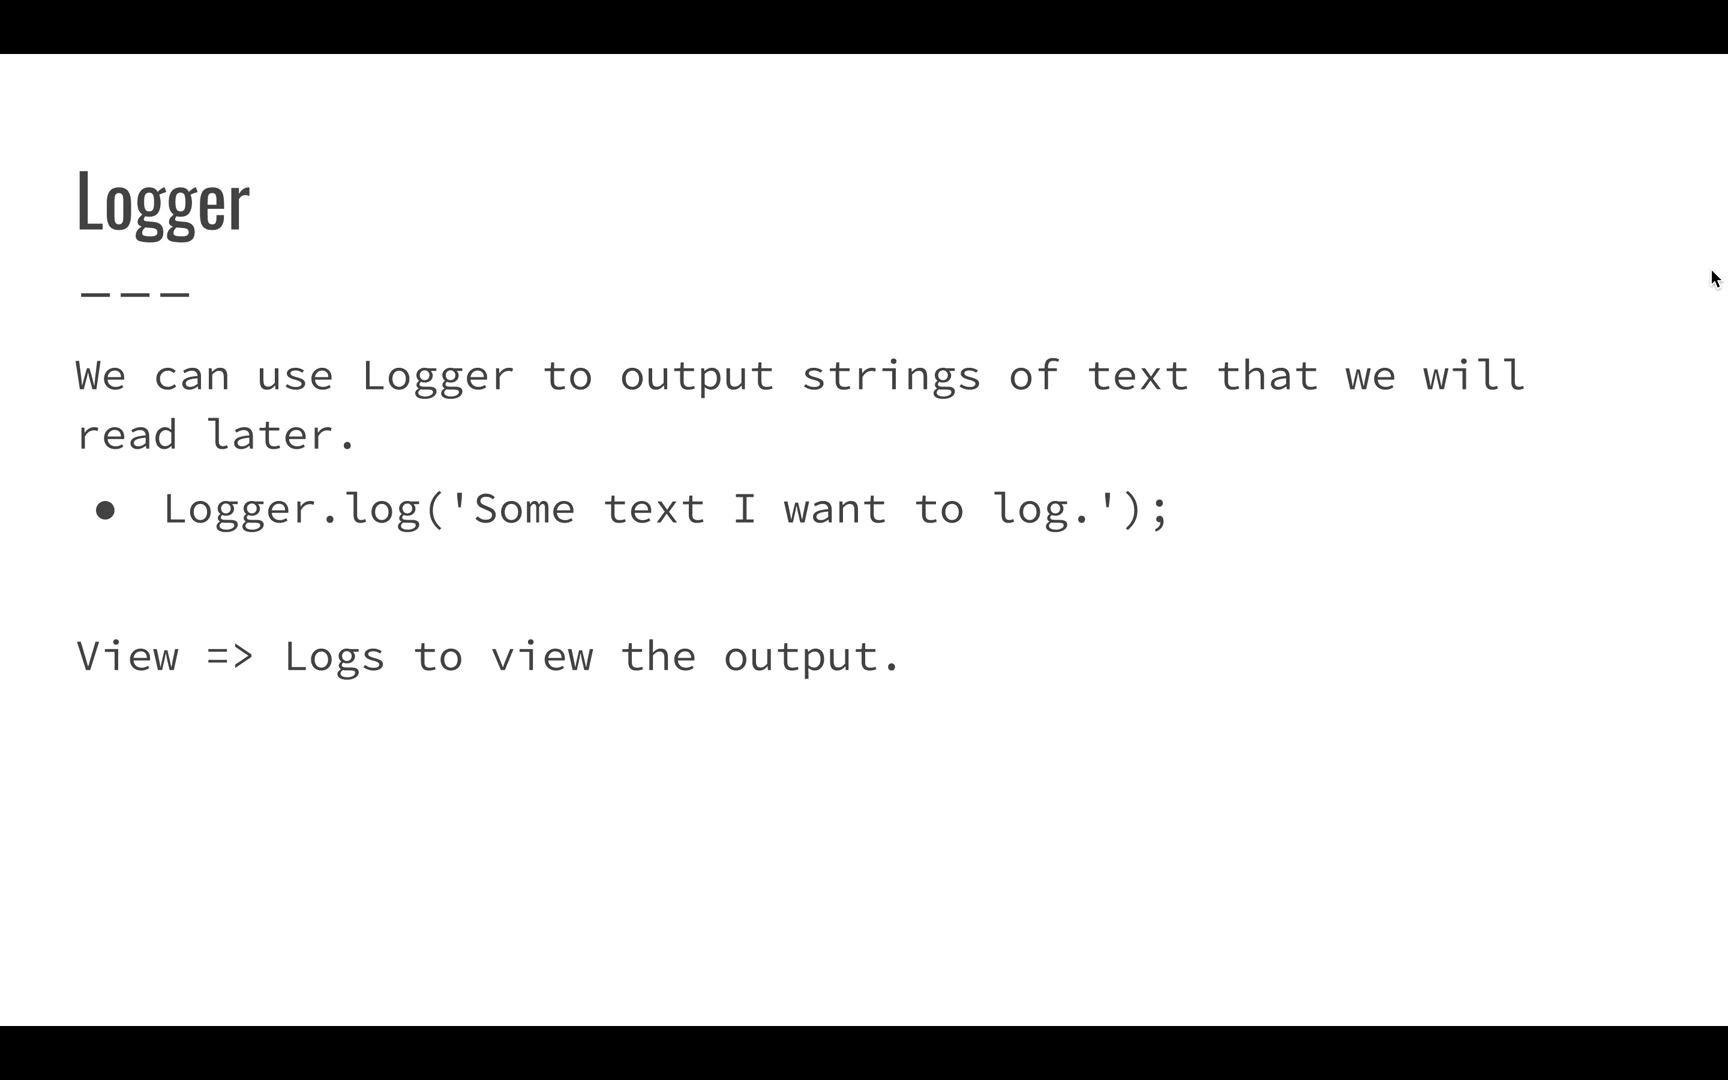 Logger
———
We can use Logger to output strings of text that we will
read later.
● Logger.log('Some text I want to log.');
View => Logs to view the output.